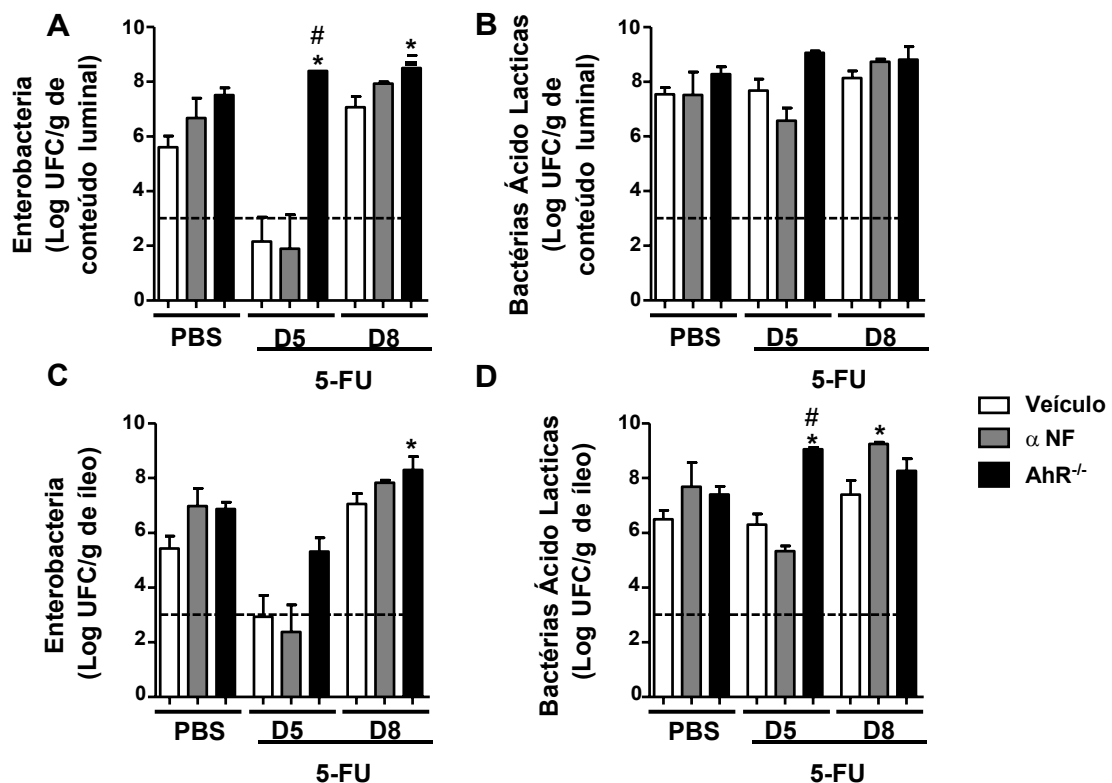 A
Enterobacteria
(Log UFC/g de
conteúdo luminal)
10
8
6
4
2
0
#
*
*
PBS
D5
D8
5-FU
B
Bactérias Ácido Lacticas
(Log UFC/g de
conteúdo luminal)
10
8
6
4
2
0
PBS
D5
D8
5-FU
C
Enterobacteria
(Log UFC/g de íleo)
10
8
6
4
2
0
*
PBS
D5
D8
5-FU
D
Bactérias Ácido Lacticas
(Log UFC/g de íleo)
10
8
6
4
2
0
#
*
*
PBS
D5
D8
5-FU
Veículo
α NF
AhR-/-